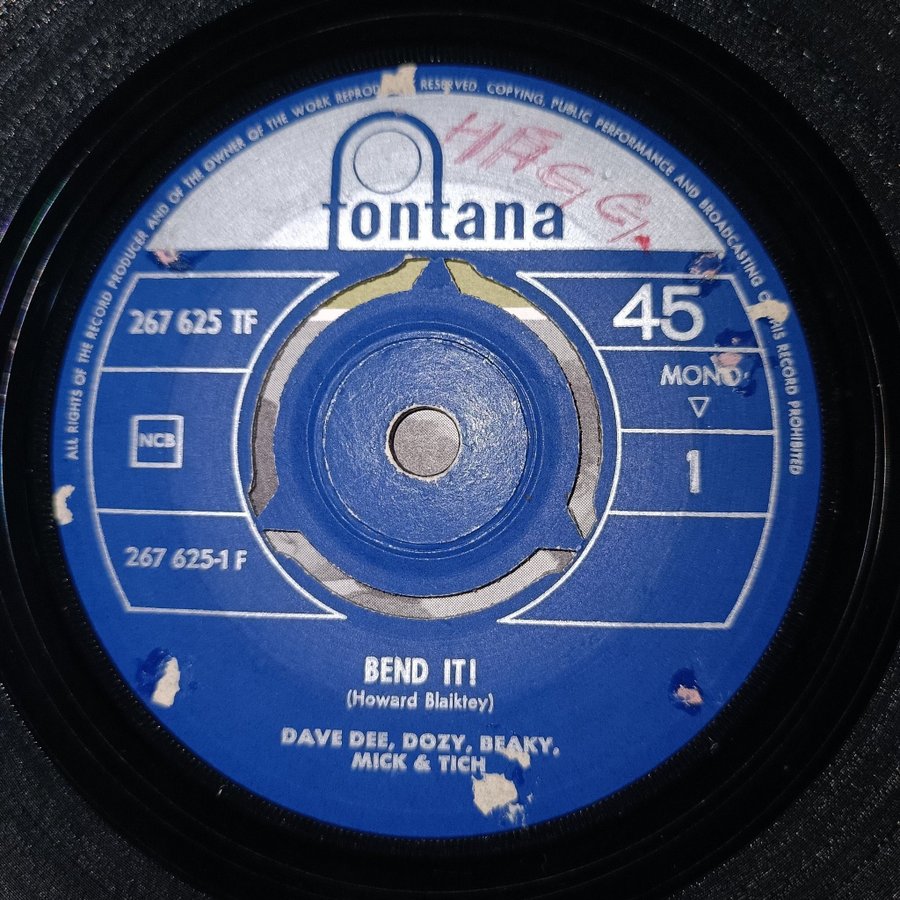 ALL RIGHTS OF THE RECORD PRODUCER AND OF THE OWNER OF THE WORK REPROD RESERVED. COPYING, PUBLIC PERFORMANCE AND BROADCASTING O THIS RECORD PROHIBITED
HAGG
fontana
267 625 TF
45
MONO
▽
NCB
1
267 625-1 F
BEND IT!
(Howard Blaiktey)
DAVE DEE, DOZY, BEAKY,
MICK & TICH